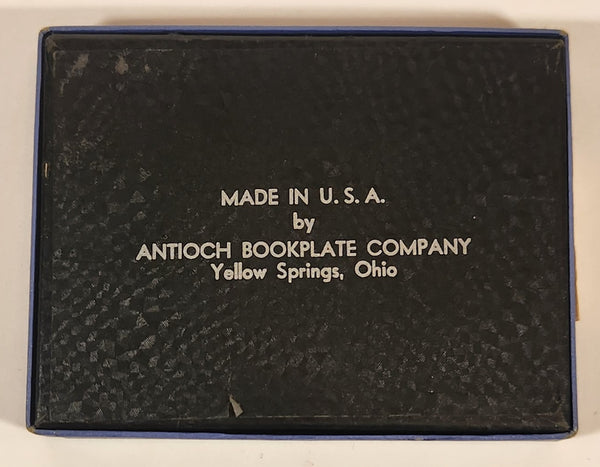 MADE IN U. S. A.
by
ANTIOCH BOOKPLATE COMPANY
Yellow Springs, Ohio